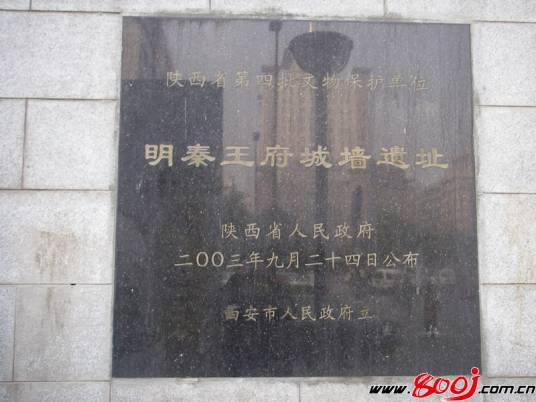 陕西省第四批文物保护单位
明秦王府城墙遗址
陕西省人民政府
二〇〇三年九月二十四日公布
西安市人民政府立
www.800j.com.cn